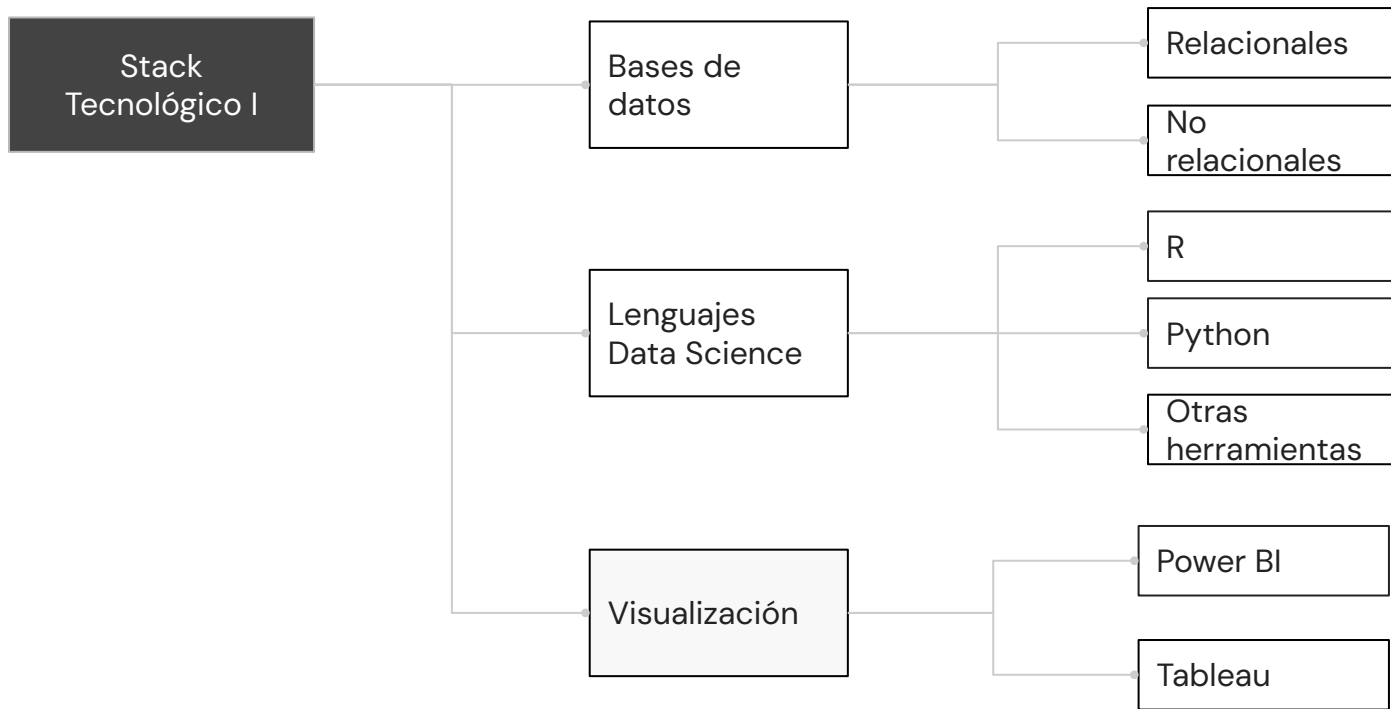 Stack
Tecnológico I
Bases de
datos
Relacionales
No
relacionales
Lenguajes
Data Science
R
Python
Otras
herramientas
Visualización
Power BI
Tableau